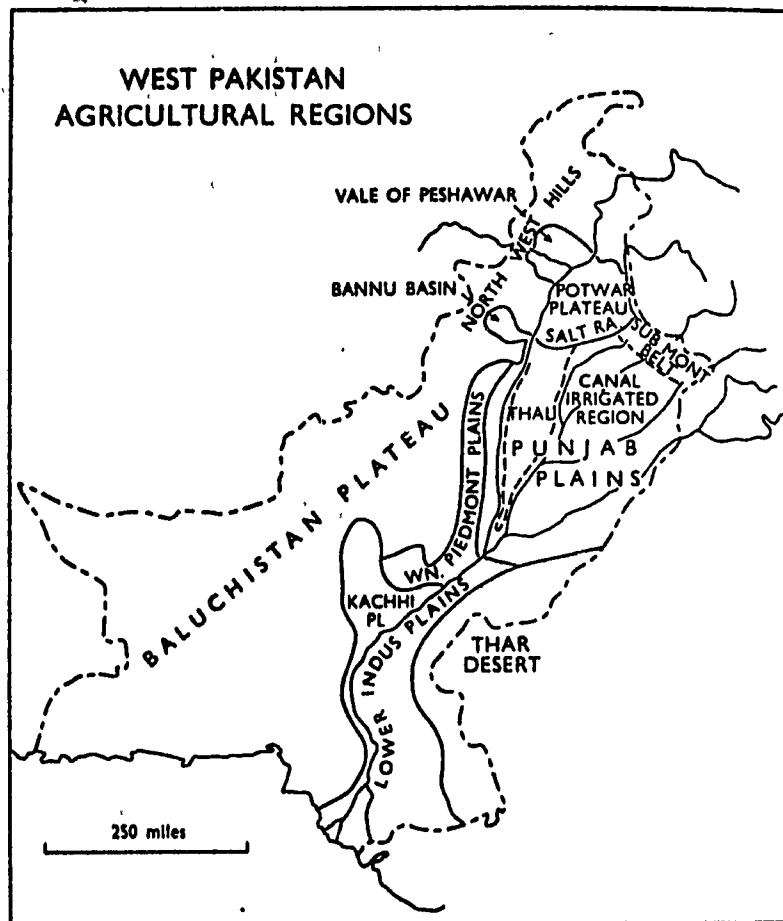 WEST PAKISTAN
AGRICULTURAL REGIONS
VALE OF PESHAWAR
NORTH WEST HILLS
BANNU BASIN
POTWAR
PLATEAU
SALT RA.
SUB MONT
BELT
CANAL
IRRIGATED
REGION
THAL
PUNJAB
PLAINS
BALUCHISTAN PLATEAU
WN. PIEDMONT PLAINS
KACHHI
PL
LOWER INDUS PLAINS
THAR
DESERT
250 miles